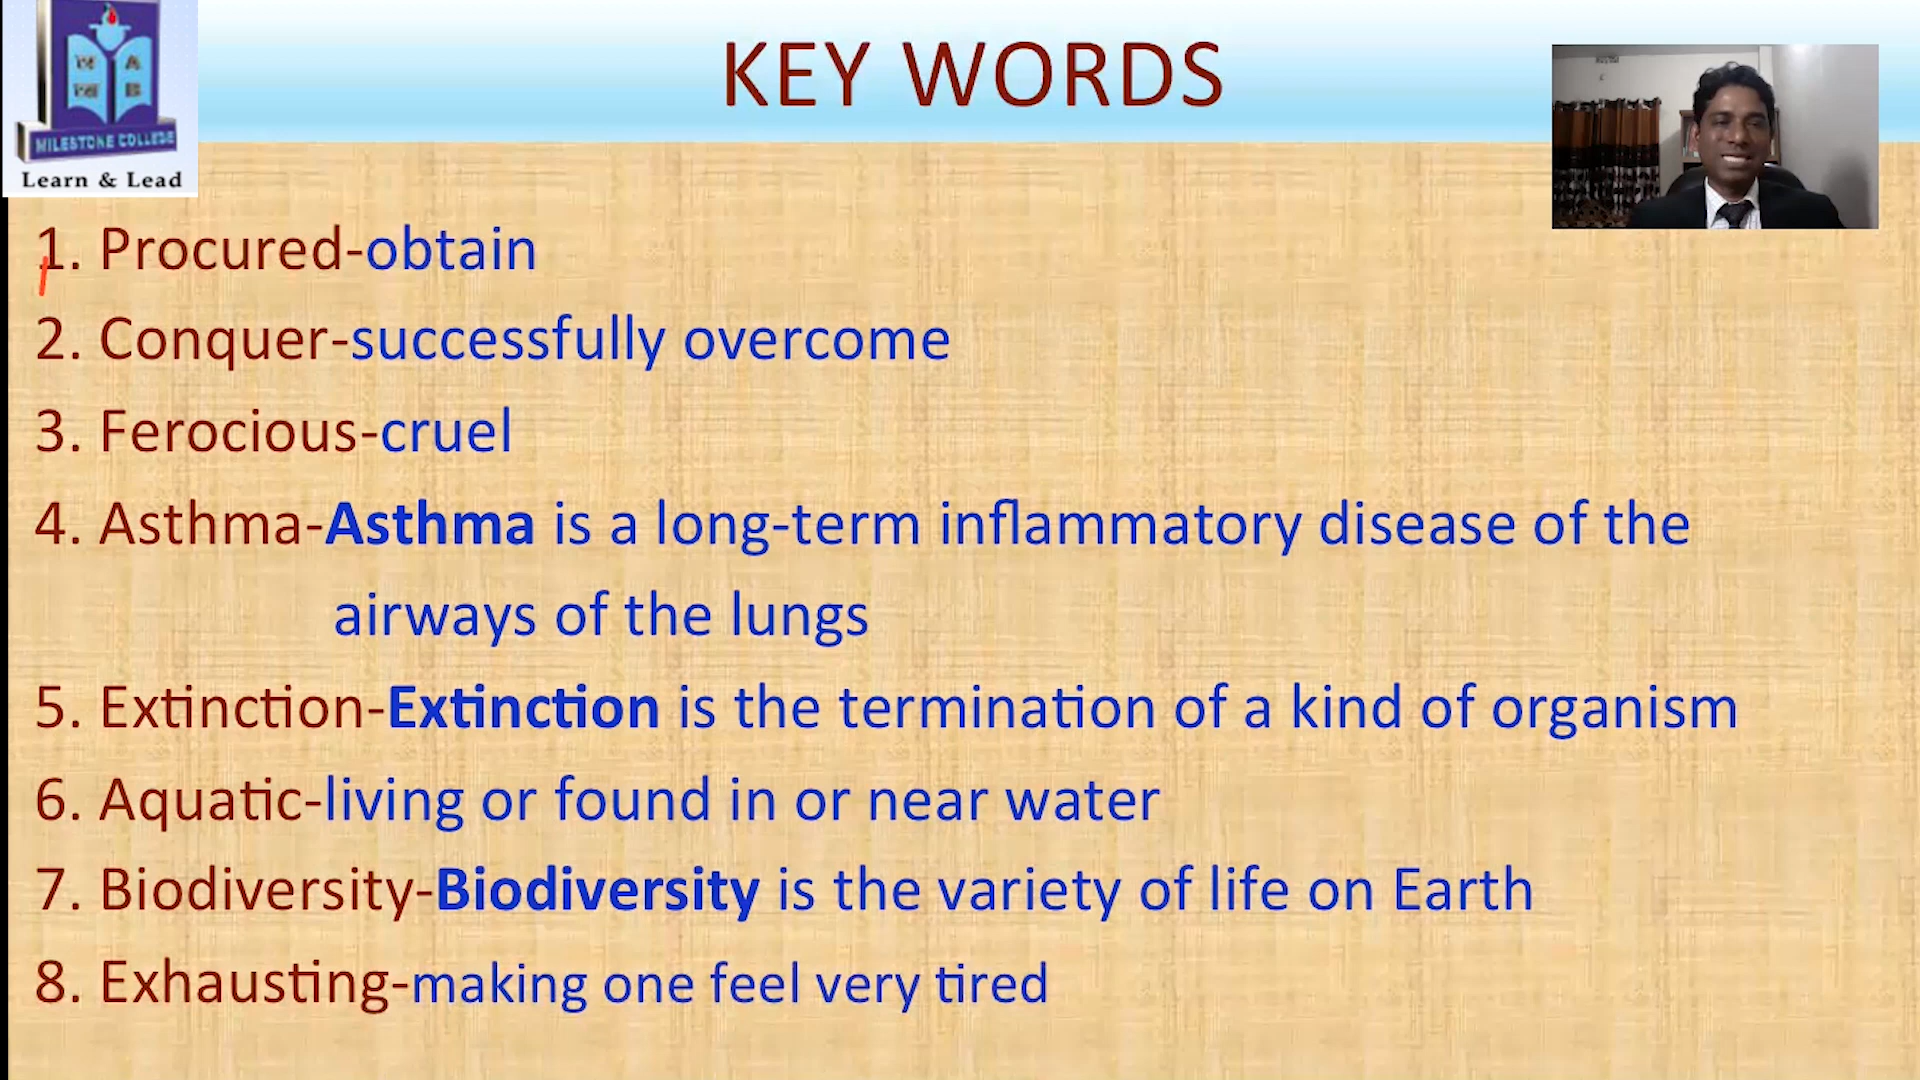 MILESTONE COLLEGE
Learn & Lead
KEY WORDS
1. Procured-obtain
2. Conquer-successfully overcome
3. Ferocious-cruel
4. Asthma-Asthma is a long-term inflammatory disease of the
airways of the lungs
5. Extinction-Extinction is the termination of a kind of organism
6. Aquatic-living or found in or near water
7. Biodiversity-Biodiversity is the variety of life on Earth
8. Exhausting-making one feel very tired